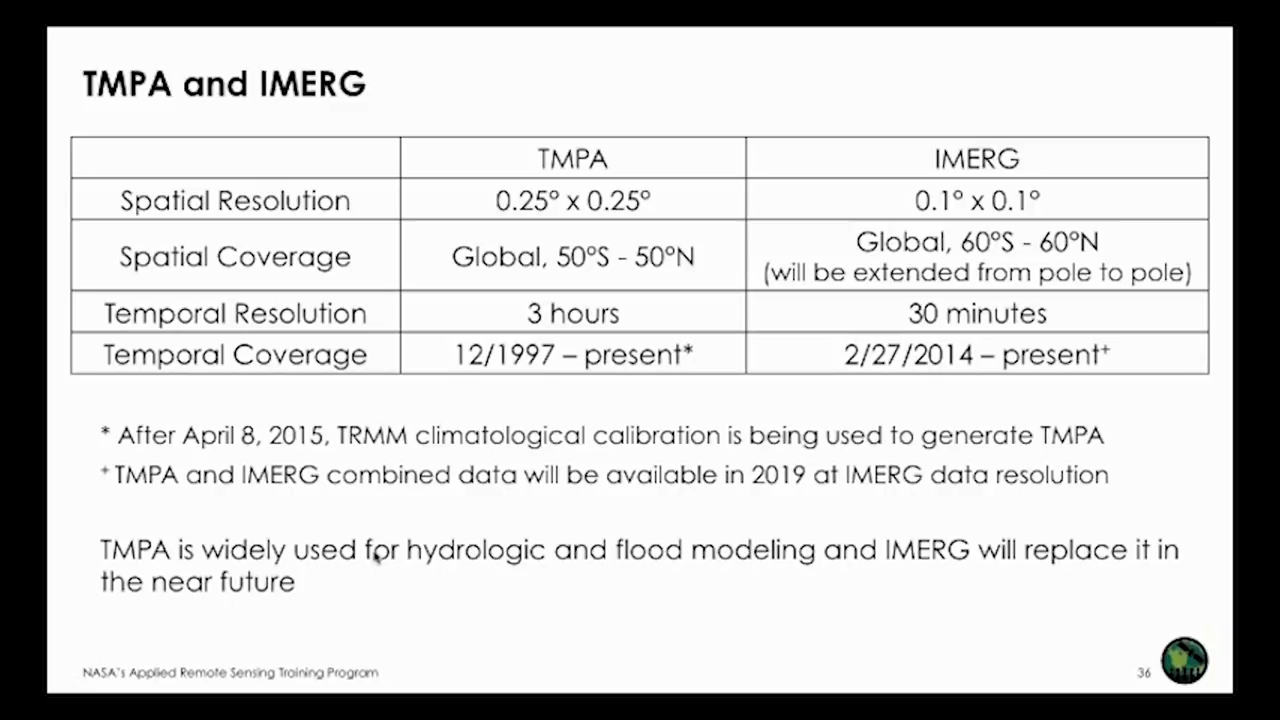 TMPA and IMERG
TMPA IMERG
Spatial Resolution 0.25° x 0.25° 0.1° x 0.1°
Spatial Coverage Global, 50°S - 50°N Global, 60°S - 60°N
(will be extended from pole to pole)
Temporal Resolution 3 hours 30 minutes
Temporal Coverage 12/1997 – present* 2/27/2014 – present⁺
* After April 8, 2015, TRMM climatological calibration is being used to generate TMPA
⁺ TMPA and IMERG combined data will be available in 2019 at IMERG data resolution
TMPA is widely used for hydrologic and flood modeling and IMERG will replace it in
the near future
NASA's Applied Remote Sensing Training Program
36